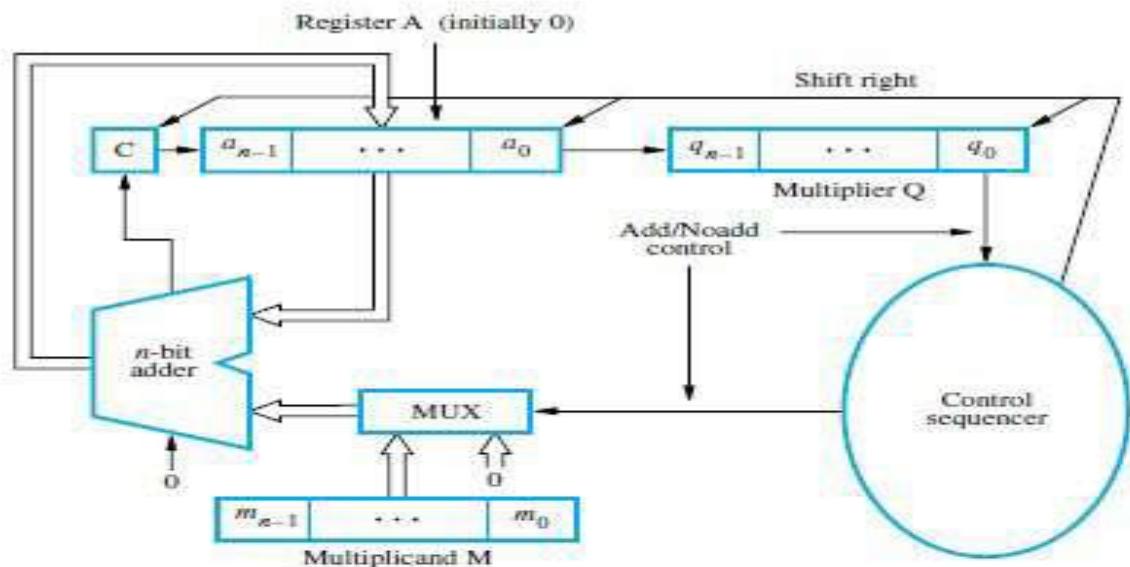 Register A (initially 0)
Shift right
C
a_{n−1} · · · a_0
q_{n−1} · · · q_0
Multiplier Q
Add/Noadd
control
n-bit
adder
MUX
Control
sequencer
0
0
m_{n−1} · · · m_0
Multiplicand M